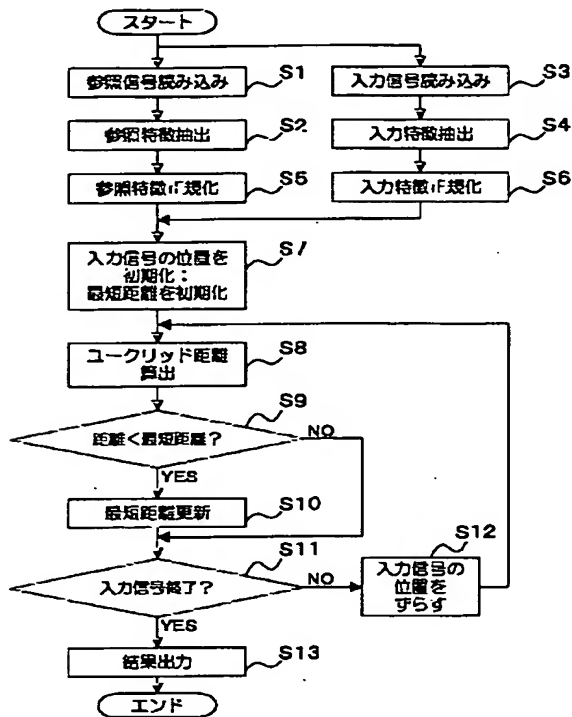 スタート
参照信号読み込み
S1
入力信号読み込み
S3
参照特徴抽出
S2
入力特徴抽出
S4
参照特徴正規化
S5
入力特徴正規化
S6
入力信号の位置を
初期化:
最短距離を初期化
S7
ユークリッド距離
算出
S8
距離<最短距離?
S9
NO
YES
最短距離更新
S10
入力信号終了?
S11
NO
入力信号の
位置を
ずらす
S12
YES
結果出力
S13
エンド